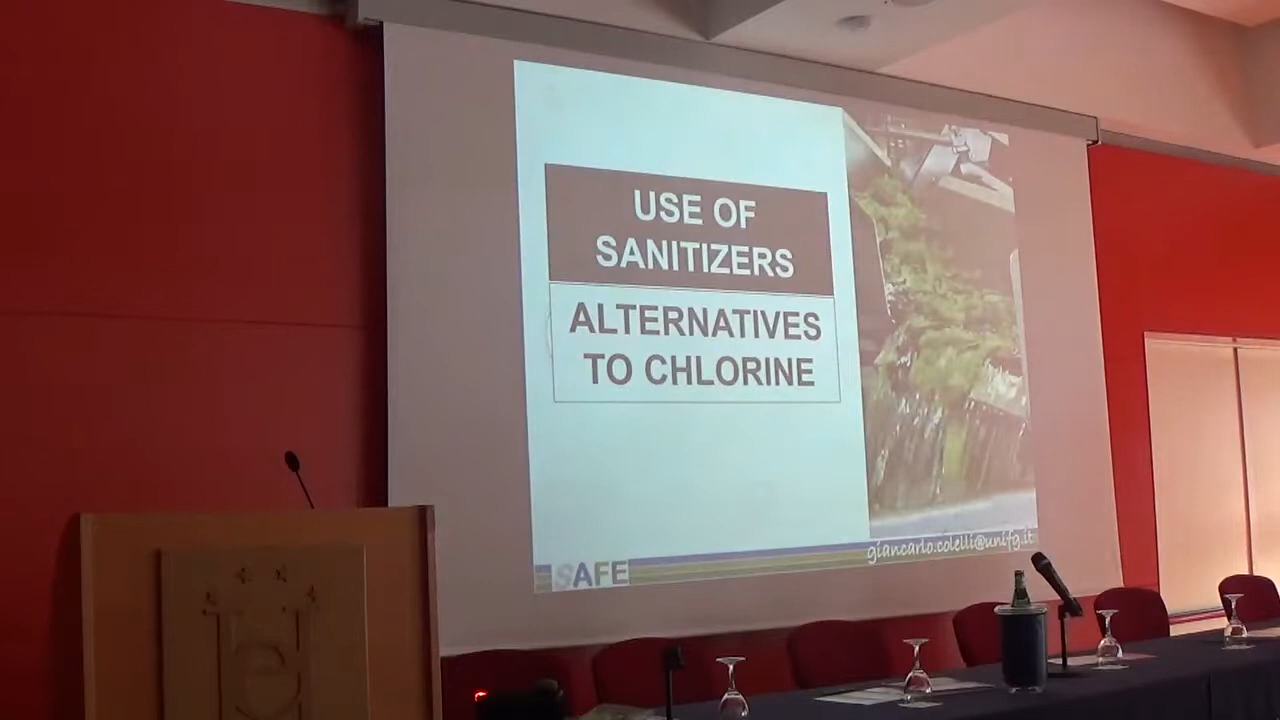 USE OF
SANITIZERS
ALTERNATIVES
TO CHLORINE
giancarlo.colelli@unifg.it
SAFE